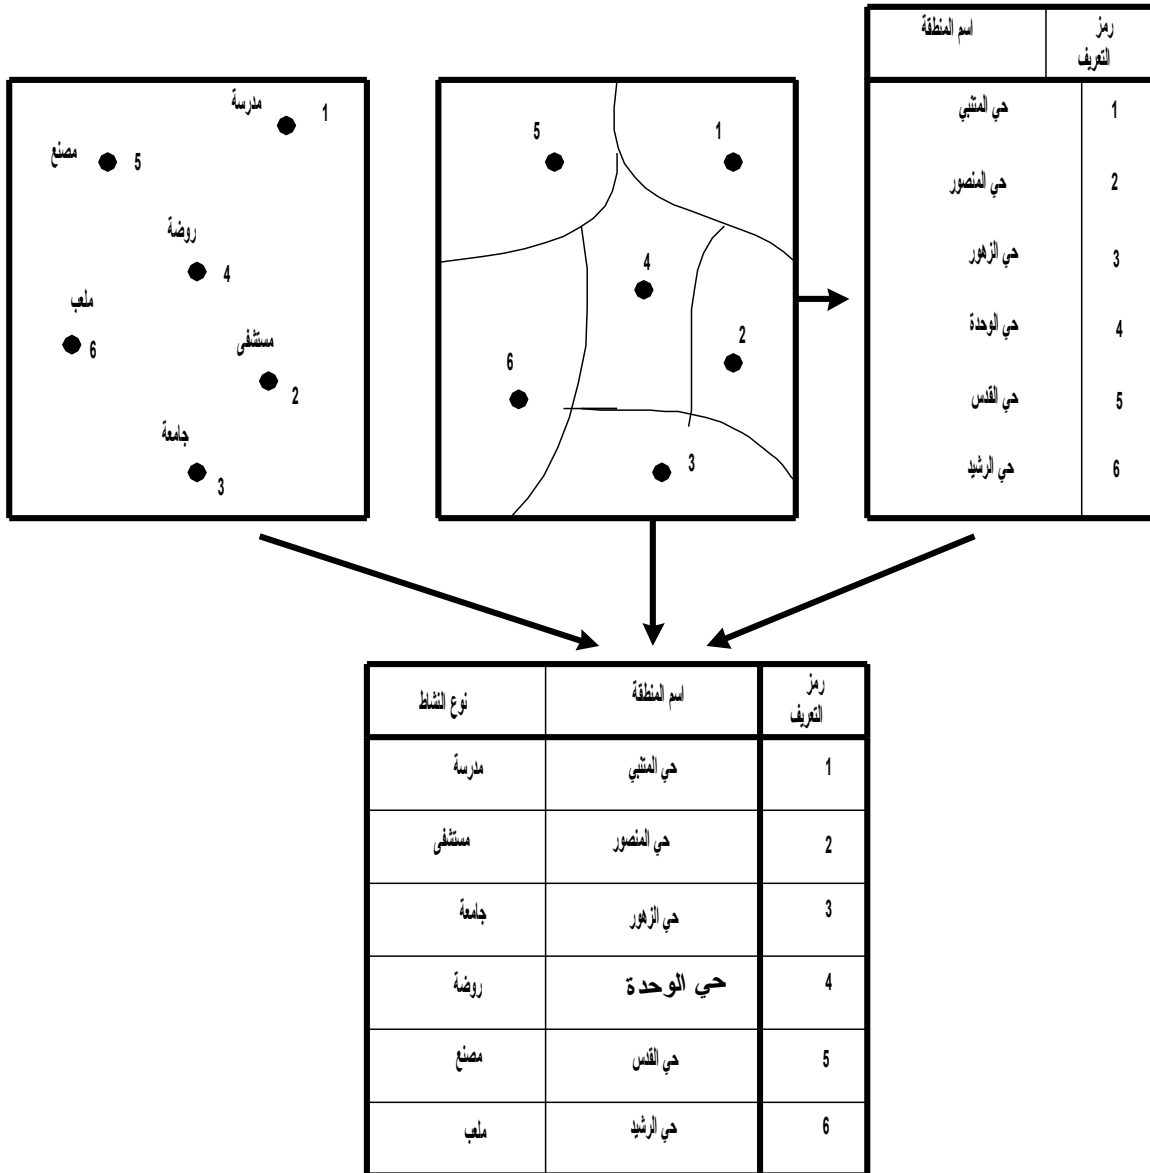 رمز التعريف
اسم المنطقة
1 حي المتنبي
2 حي المنصور
3 حي الزهور
4 حي الوحدة
5 حي القدس
6 حي الرشيد
5
1
4
2
6
3
مدرسة 1
مصنع 5
روضة
4
ملعب
6
مستشفى
2
جامعة
3
رمز التعريف
اسم المنطقة
نوع النشاط
1 حي المتنبي مدرسة
2 حي المنصور مستشفى
3 حي الزهور جامعة
4 حي الوحدة روضة
5 حي القدس مصنع
6 حي الرشيد ملعب